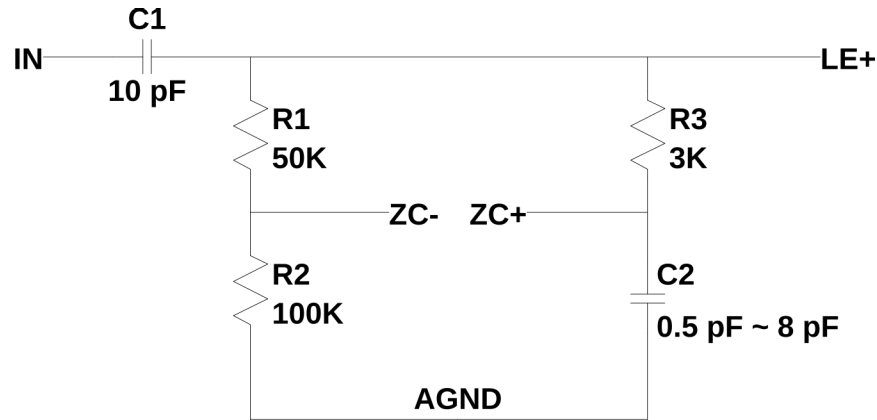 C1
IN
LE+
10 pF
R1
50K
R3
3K
ZC-
ZC+
R2
100K
C2
0.5 pF ~ 8 pF
AGND